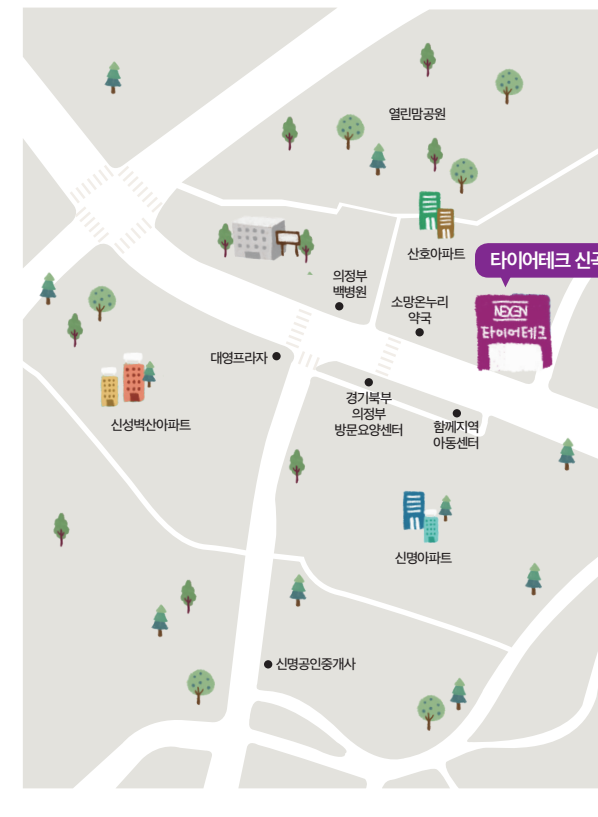 열린맘공원
산호아파트
타이어테크 신곡
의정부
백병원
소망온누리
약국
NEXEN
타이어테크
대영프라자
경기북부
의정부
방문요양센터
함께지역
아동센터
신성벽산아파트
신명아파트
신명공인중개사